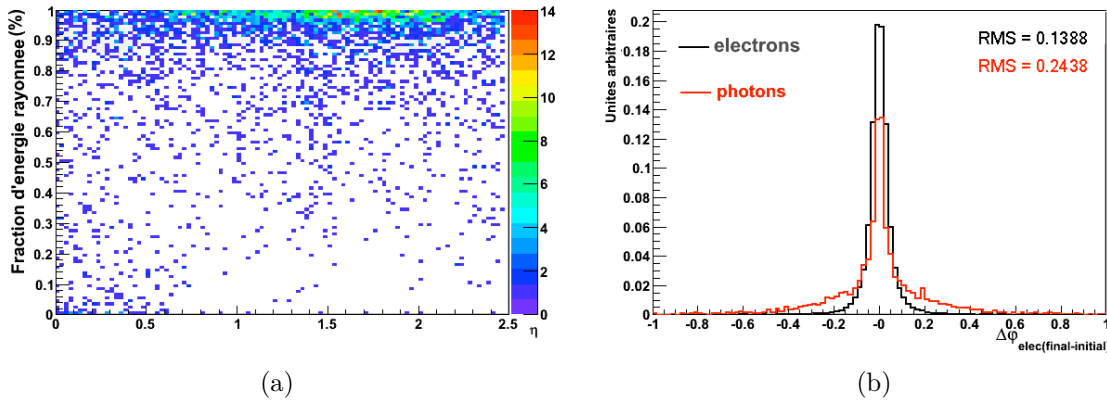 Fraction d'energie rayonnee (%)
1
0.9
0.8
0.7
0.6
0.5
0.4
0.3
0.2
0.1
0
0 0.5 1 1.5 2 2.5
η
14
12
10
8
6
4
2
0
(a)
Unites arbitraires
0.2
0.18
0.16
0.14
0.12
0.1
0.08
0.06
0.04
0.02
0
electrons
photons
RMS = 0.1388
RMS = 0.2438
-1 -0.8 -0.6 -0.4 -0.2 -0 0.2 0.4 0.6 0.8 1
Δφelec(final-initial)
(b)